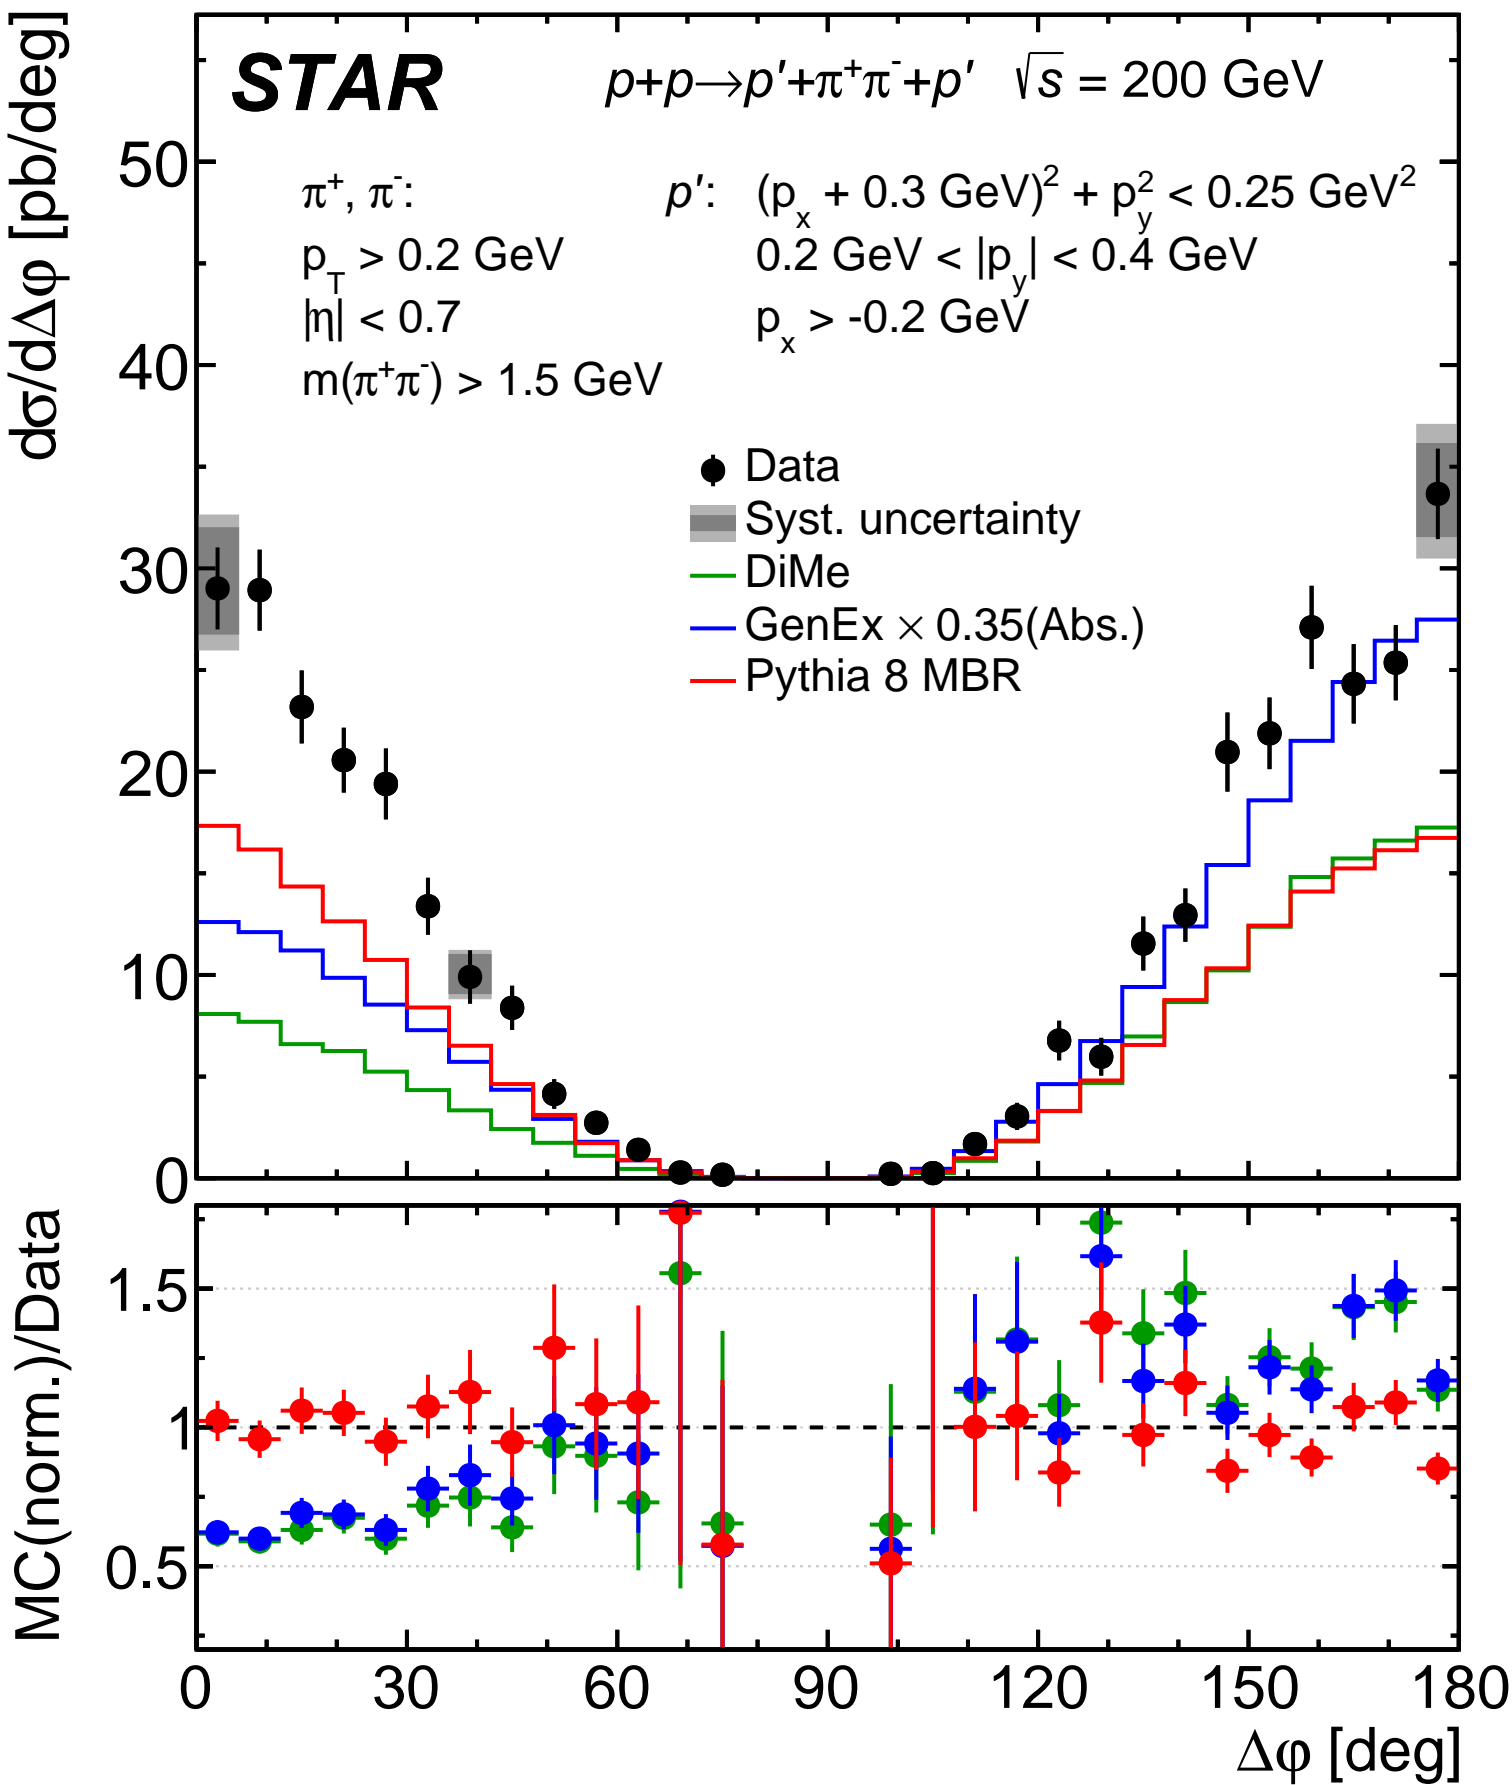 STAR p+p→p′+π⁺π⁻+p′ √s = 200 GeV
π⁺, π⁻: p′: (pₓ + 0.3 GeV)² + p_y² < 0.25 GeV²
p_T > 0.2 GeV 0.2 GeV < |p_y| < 0.4 GeV
|η| < 0.7 pₓ > -0.2 GeV
m(π⁺π⁻) > 1.5 GeV
Data
Syst. uncertainty
DiMe
GenEx × 0.35(Abs.)
Pythia 8 MBR
dσ/dΔφ [pb/deg]
50
40
30
20
10
0
MC(norm.)/Data
1.5
1
0.5
0 30 60 90 120 150 180
Δφ [deg]